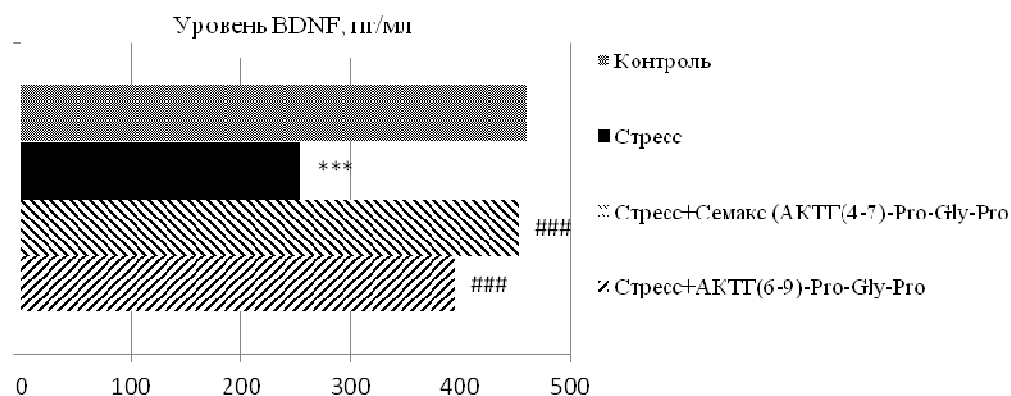 Уровень BDNF, пг/мл
Контроль
Стресс
***
Стресс+Семакс (АКТГ(4-7)-Pro-Gly-Pro
###
Стресс+АКТГ(6-9)-Pro-Gly-Pro
###
0 100 200 300 400 500